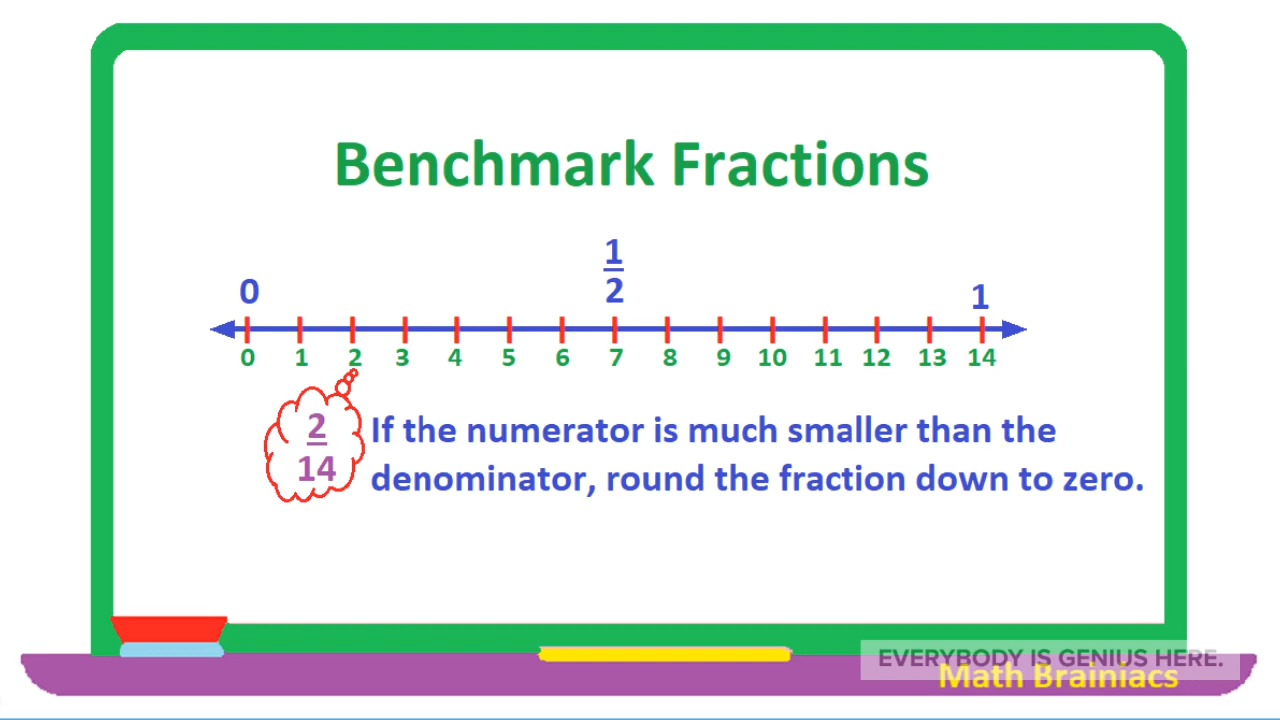 Benchmark Fractions
1
2
0
1
0 1 2 3 4 5 6 7 8 9 10 11 12 13 14
2
14
If the numerator is much smaller than the
denominator, round the fraction down to zero.
EVERYBODY IS GENIUS HERE.
Math Brainiacs